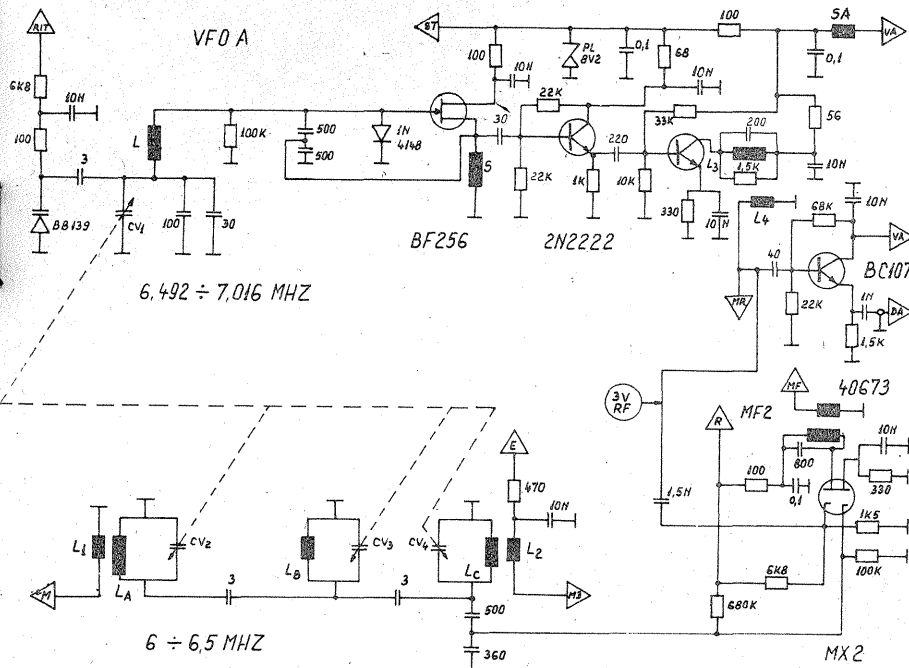 RIT
VFO A
ST
100
5A
VA
6K8
10N
100
PL
8V2
0,1
68
0,1
100
10N
10N
22K
30
33K
56
3
L
100K
500
500
1N
4148
S
220
200
L3
1,5K
10N
22K
1K
10K
330
10N
BB139
CV1
100
30
BF256
2N2222
L4
68K
10N
VA
6,492 ÷ 7,016 MHZ
40
BC107
MR
22K
1N
DA
1,5K
3V
RF
MF
40673
R
MF2
E
800
10N
470
100
330
10N
1,5N
0,1
1K5
L1
CV2
LB
CV3
CV4
LC
L2
100K
LA
6K8
M
3
3
M3
500
680K
6 ÷ 6,5 MHZ
360
MX2